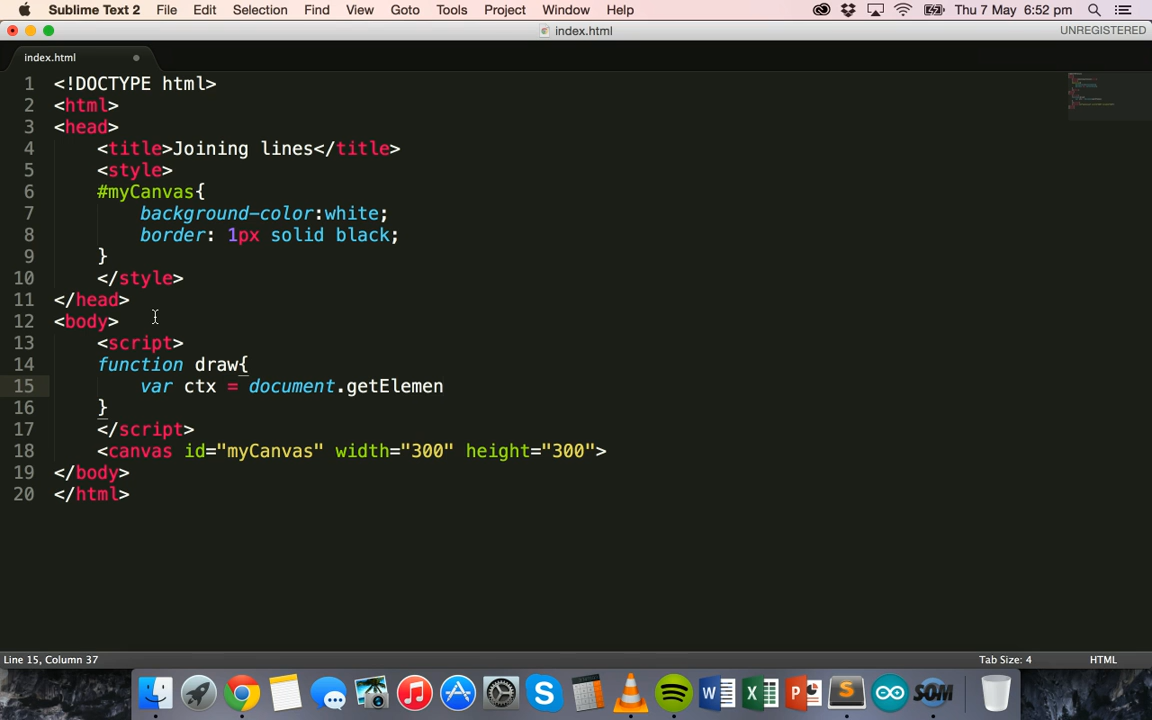 Sublime Text 2 File Edit Selection Find View Goto Tools Project Window Help Thu 7 May 6:52 pm
index.html UNREGISTERED
index.html
1 <!DOCTYPE html>
2 <html>
3 <head>
4 <title>Joining lines</title>
5 <style>
6 #myCanvas{
7 background-color:white;
8 border: 1px solid black;
9 }
10 </style>
11 </head>
12 <body>
13 <script>
14 function draw{
15 var ctx = document.getElemen
16 }
17 </script>
18 <canvas id="myCanvas" width="300" height="300">
19 </body>
20 </html>
Line 15, Column 37 Tab Size: 4 HTML
SOM